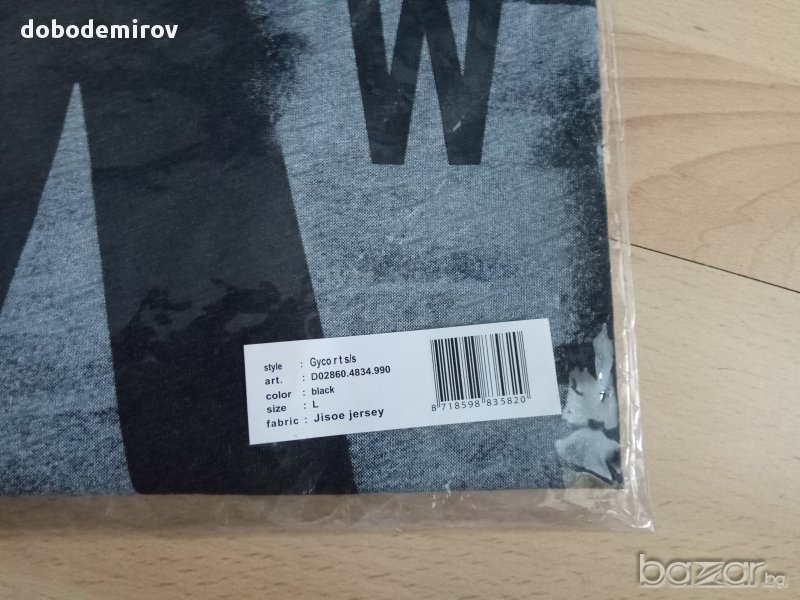 dobodemirov
W
style : Gyco r t s/s
art. : D02860.4834.990
color : black
size : L
fabric : Jisoe jersey
8 718598 835820
bazar.bg